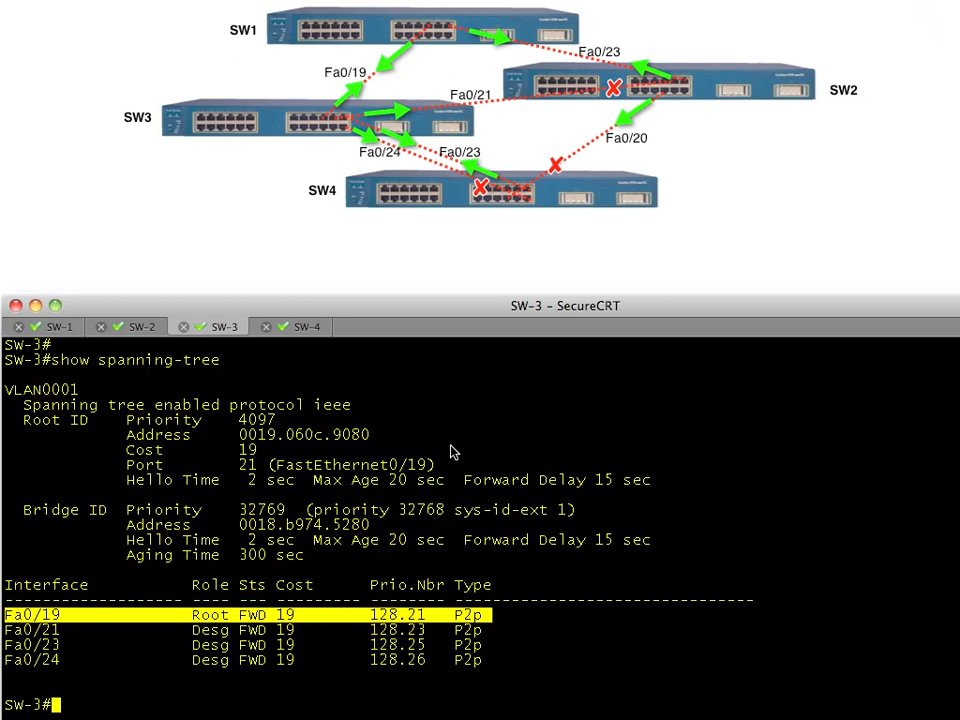 SW1
Fa0/23
Fa0/19
SW2
Fa0/21
SW3
Fa0/20
Fa0/24
Fa0/23
SW4
SW-3 – SecureCRT
SW-1 SW-2 SW-3 SW-4
SW-3#
SW-3#show spanning-tree
VLAN0001
Spanning tree enabled protocol ieee
Root ID Priority 4097
Address 0019.060c.9080
Cost 19
Port 21 (FastEthernet0/19)
Hello Time 2 sec Max Age 20 sec Forward Delay 15 sec
Bridge ID Priority 32769 (priority 32768 sys-id-ext 1)
Address 0018.b974.5280
Hello Time 2 sec Max Age 20 sec Forward Delay 15 sec
Aging Time 300 sec
Interface Role Sts Cost Prio.Nbr Type
------------------- ---- --- --------- -------- --------------------------------
Fa0/19 Root FWD 19 128.21 P2p
Fa0/21 Desg FWD 19 128.23 P2p
Fa0/23 Desg FWD 19 128.25 P2p
Fa0/24 Desg FWD 19 128.26 P2p
SW-3#